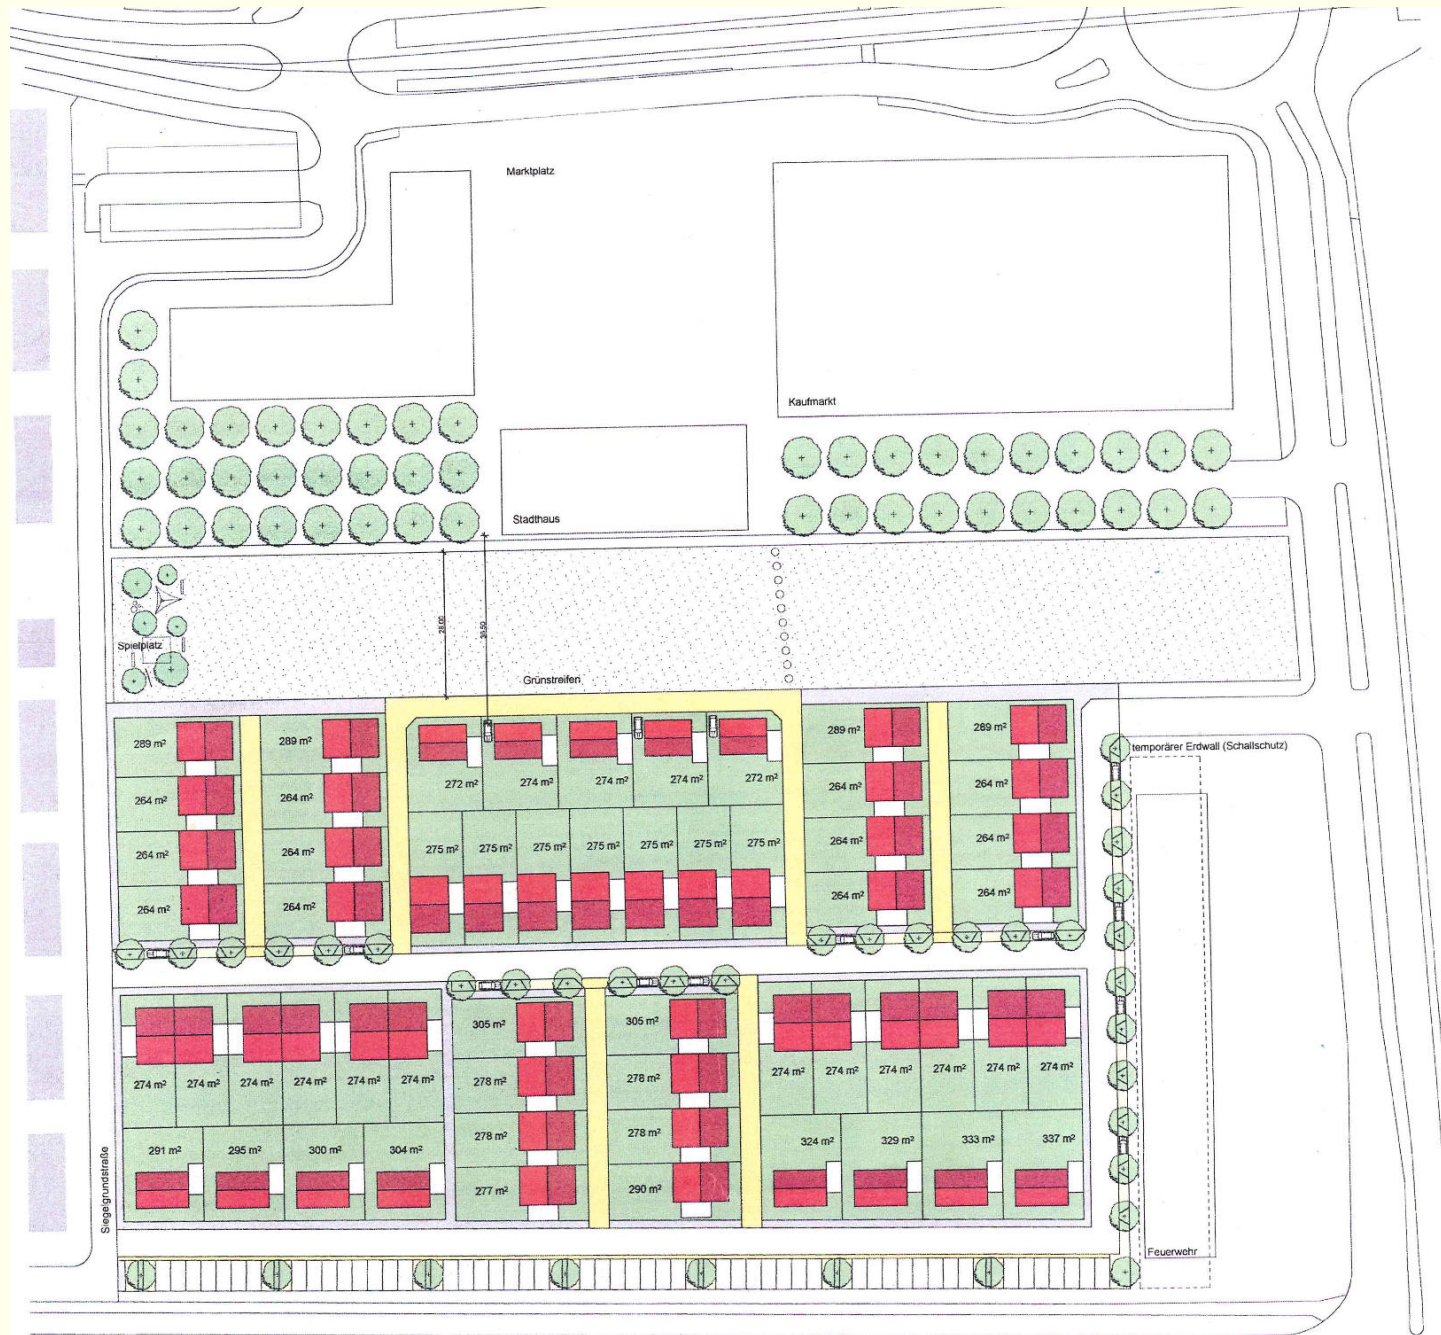 Marktplatz
Kaufmarkt
Stadthaus
28.00
Spielplatz
Grünstreifen
289 m²
289 m²
289 m²
289 m²
temporärer Erdwall (Schallschutz)
272 m²
274 m²
274 m²
274 m²
272 m²
264 m²
264 m²
264 m²
264 m²
264 m²
264 m²
275 m²
275 m²
275 m²
275 m²
275 m²
275 m²
275 m²
264 m²
264 m²
264 m²
264 m²
264 m²
264 m²
305 m²
305 m²
274 m²
274 m²
274 m²
274 m²
274 m²
274 m²
278 m²
278 m²
274 m²
274 m²
274 m²
274 m²
274 m²
274 m²
291 m²
295 m²
300 m²
304 m²
278 m²
278 m²
324 m²
329 m²
333 m²
337 m²
277 m²
290 m²
Siegelgrundstraße
Feuerwehr